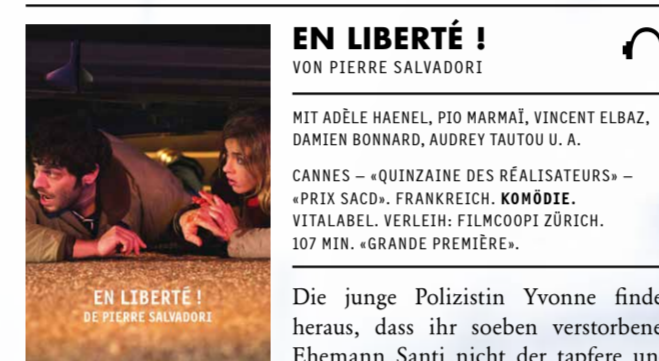 EN LIBERTÉ !
VON PIERRE SALVADORI
MIT ADÈLE HAENEL, PIO MARMAÏ, VINCENT ELBAZ,
DAMIEN BONNARD, AUDREY TAUTOU U. A.
CANNES – «QUINZAINE DES RÉALISATEURS» –
«PRIX SACD». FRANKREICH. KOMÖDIE.
VITALABEL. VERLEIH: FILMCOOPI ZÜRICH.
107 MIN. «GRANDE PREMIÈRE».
Die junge Polizistin Yvonne finde
heraus, dass ihr soeben verstorbene
Ehemann Santi nicht der tapfere un
EN LIBERTÉ !
DE PIERRE SALVADORI